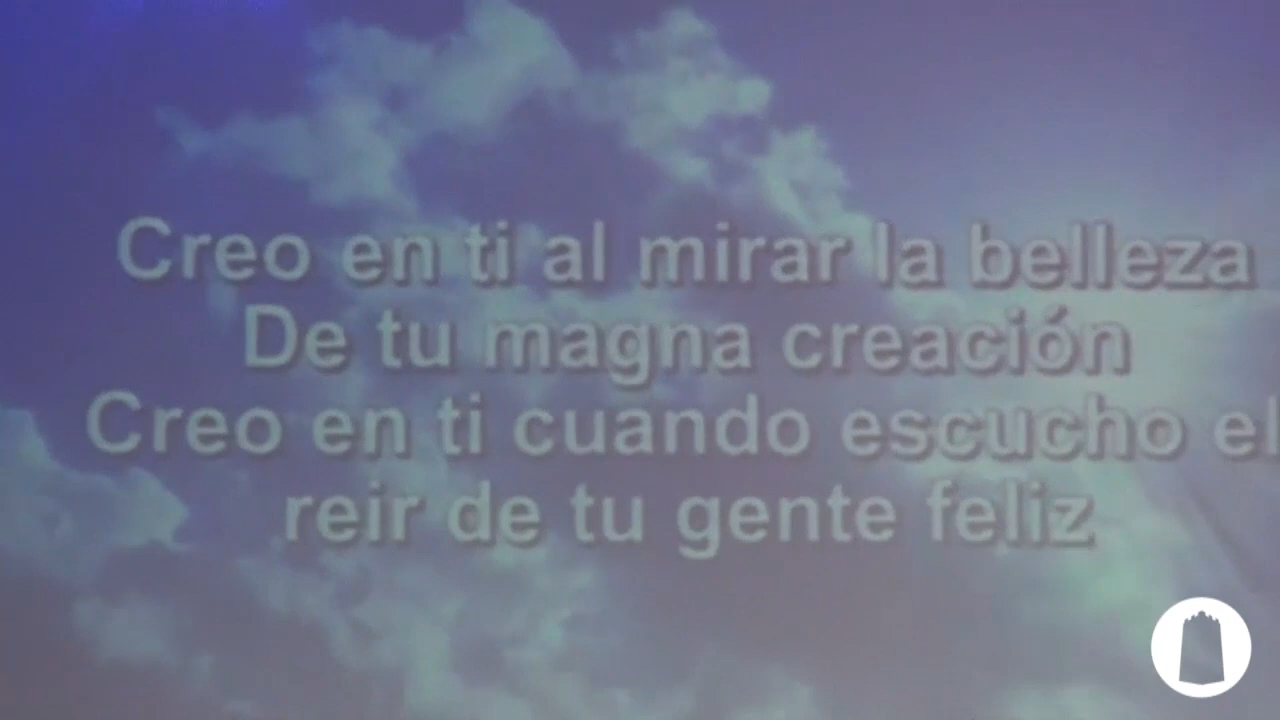 Creo en ti al mirar la belleza
De tu magna creación
Creo en ti cuando escucho el
reir de tu gente feliz